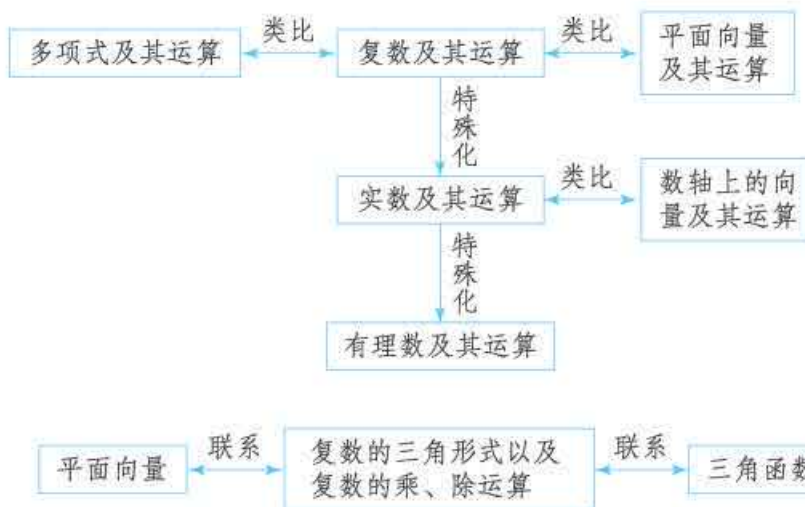 多项式及其运算
类比
复数及其运算
类比
平面向量
及其运算
特殊化
实数及其运算
类比
数轴上的向
量及其运算
特殊化
有理数及其运算
平面向量
联系
复数的三角形式以及
复数的乘、除运算
联系
三角函数